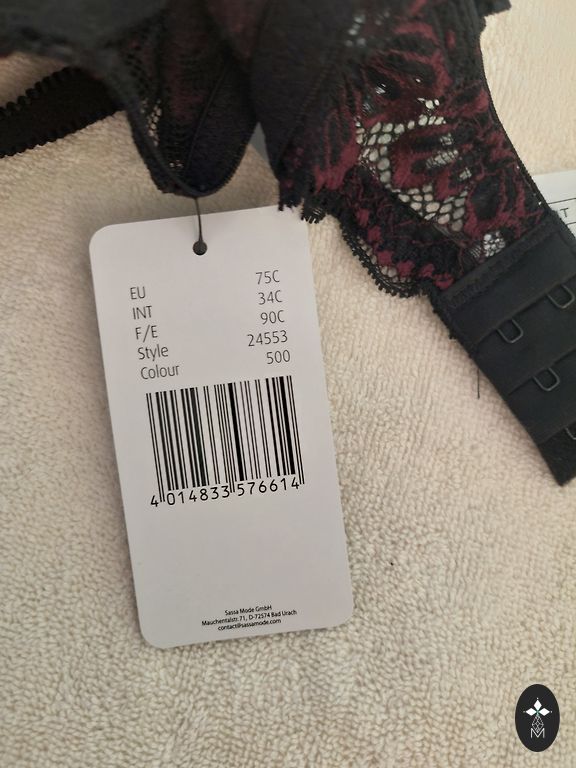 EU 75C
INT 34C
F/E 90C
Style 24553
Colour 500
4 014833 576614
Sassa Mode GmbH
Mauchentalstr. 71, D-72574 Bad Urach
contact@sassamode.com
T
M